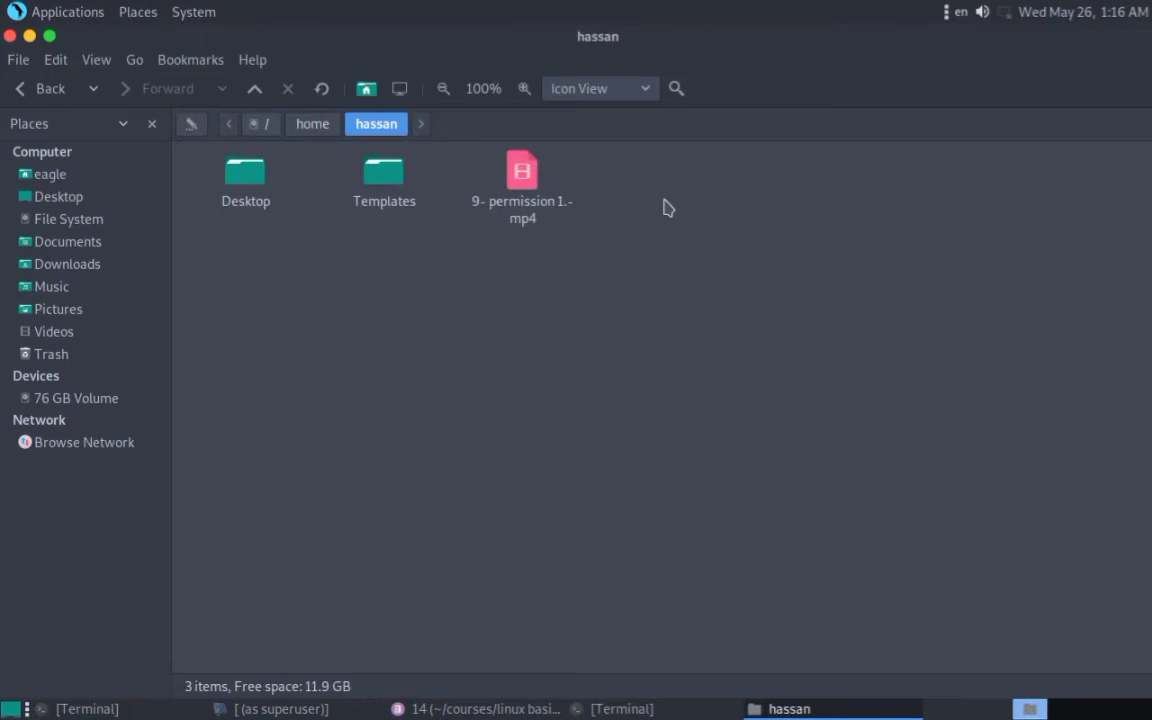 Applications Places System en Wed May 26, 1:16 AM
hassan
File Edit View Go Bookmarks Help
Back Forward 100% Icon View
Places / home hassan
Computer
eagle
Desktop
File System
Documents
Downloads
Music
Pictures
Videos
Trash
Devices
76 GB Volume
Network
Browse Network
Desktop Templates 9- permission 1.-
mp4
3 items, Free space: 11.9 GB
[Terminal] [ (as superuser)] 14 (~/courses/linux basi... [Terminal] hassan